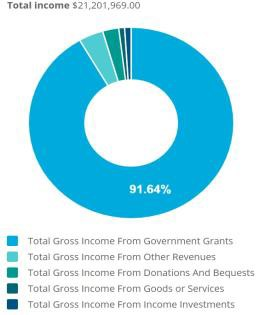 Total income $21,201,969.00
91.64%
Total Gross Income From Government Grants
Total Gross Income From Other Revenues
Total Gross Income From Donations And Bequests
Total Gross Income From Goods or Services
Total Gross Income From Income Investments